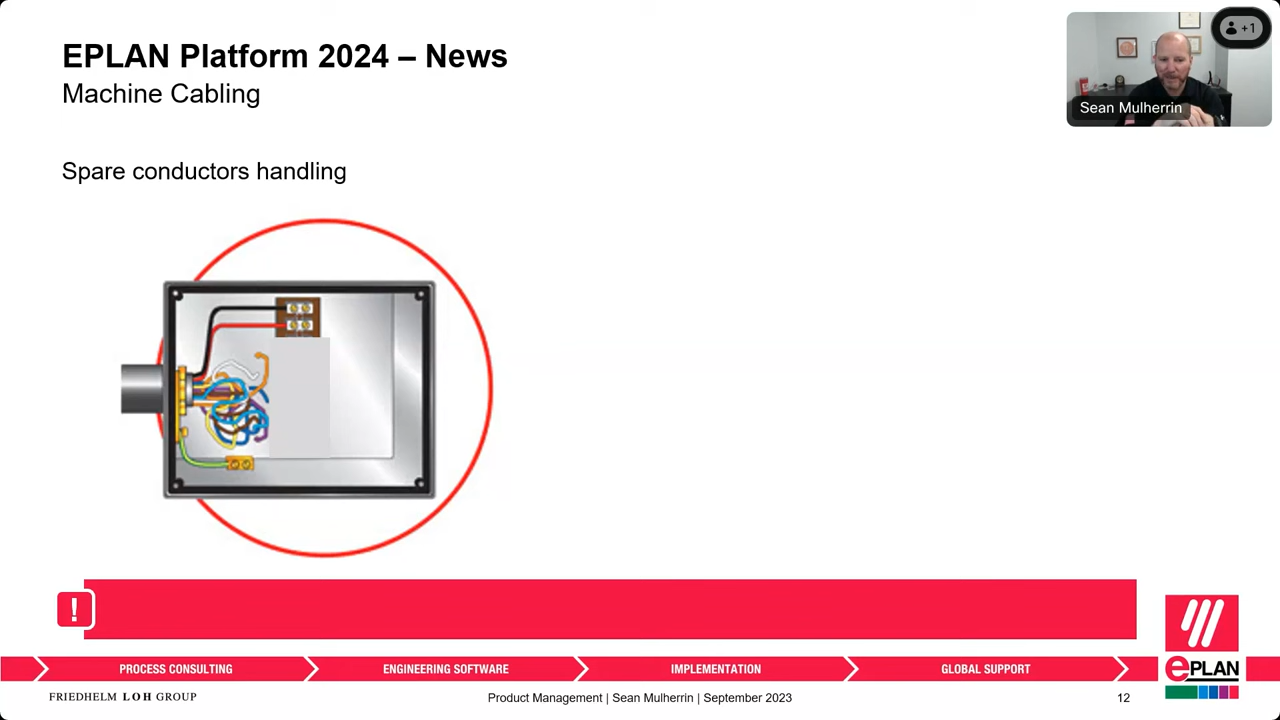 EPLAN Platform 2024 – News
Machine Cabling
+1
Sean Mulherrin
Spare conductors handling
!
PROCESS CONSULTING
ENGINEERING SOFTWARE
IMPLEMENTATION
GLOBAL SUPPORT
ePLAN
FRIEDHELM LOH GROUP
Product Management | Sean Mulherrin | September 2023
12